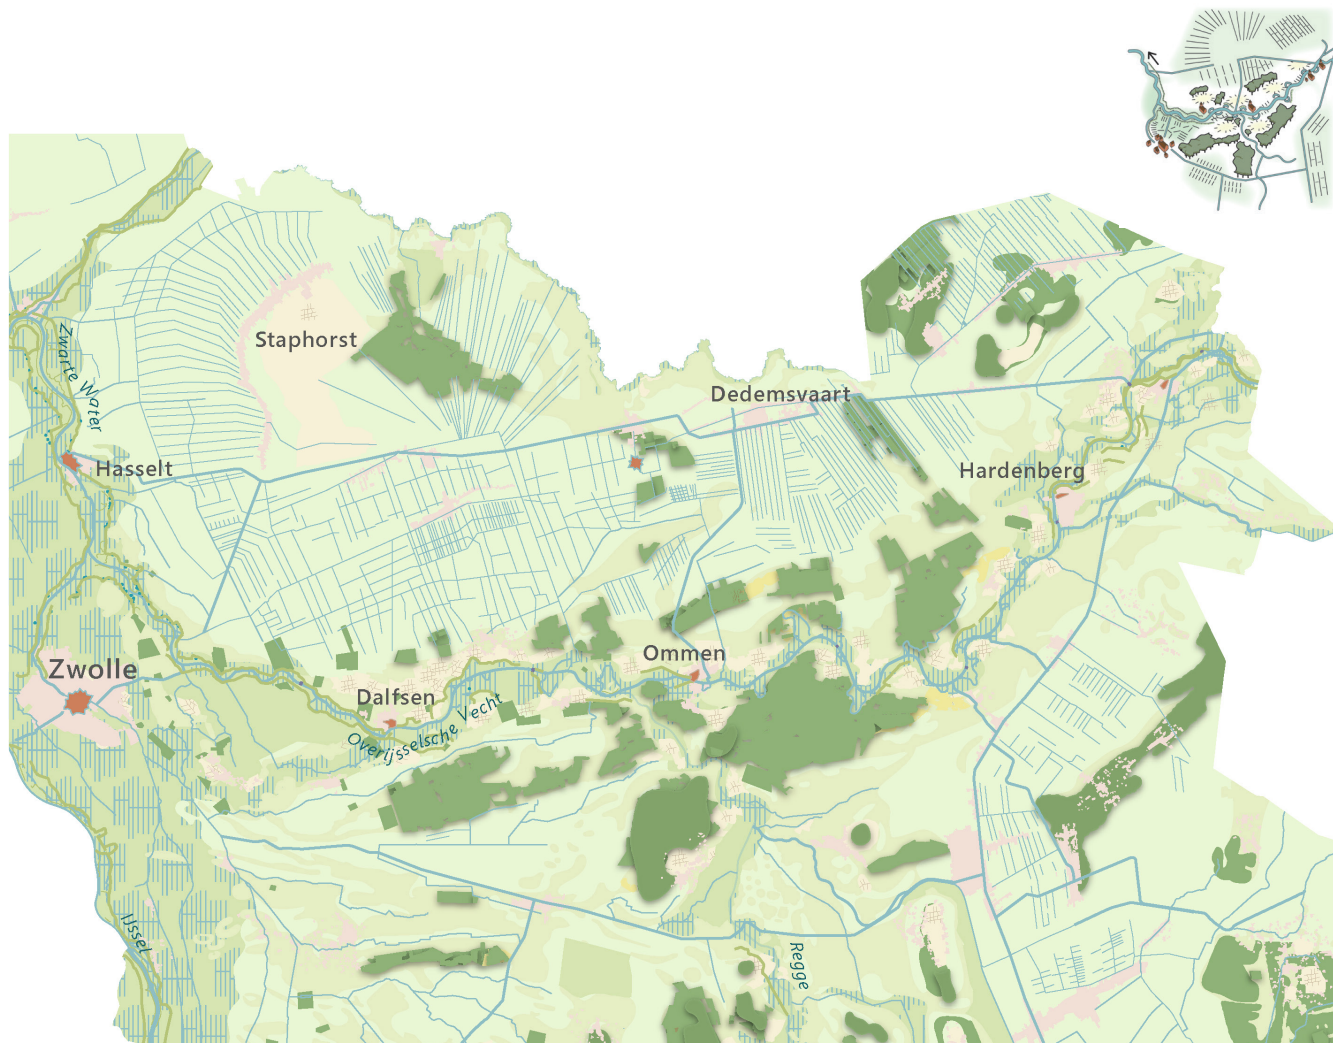 Staphorst
Zwarte Water
Dedemsvaart
Hasselt
Hardenberg
Ommen
Zwolle
Dalfsen
Overijsselsche Vecht
IJssel
Regge